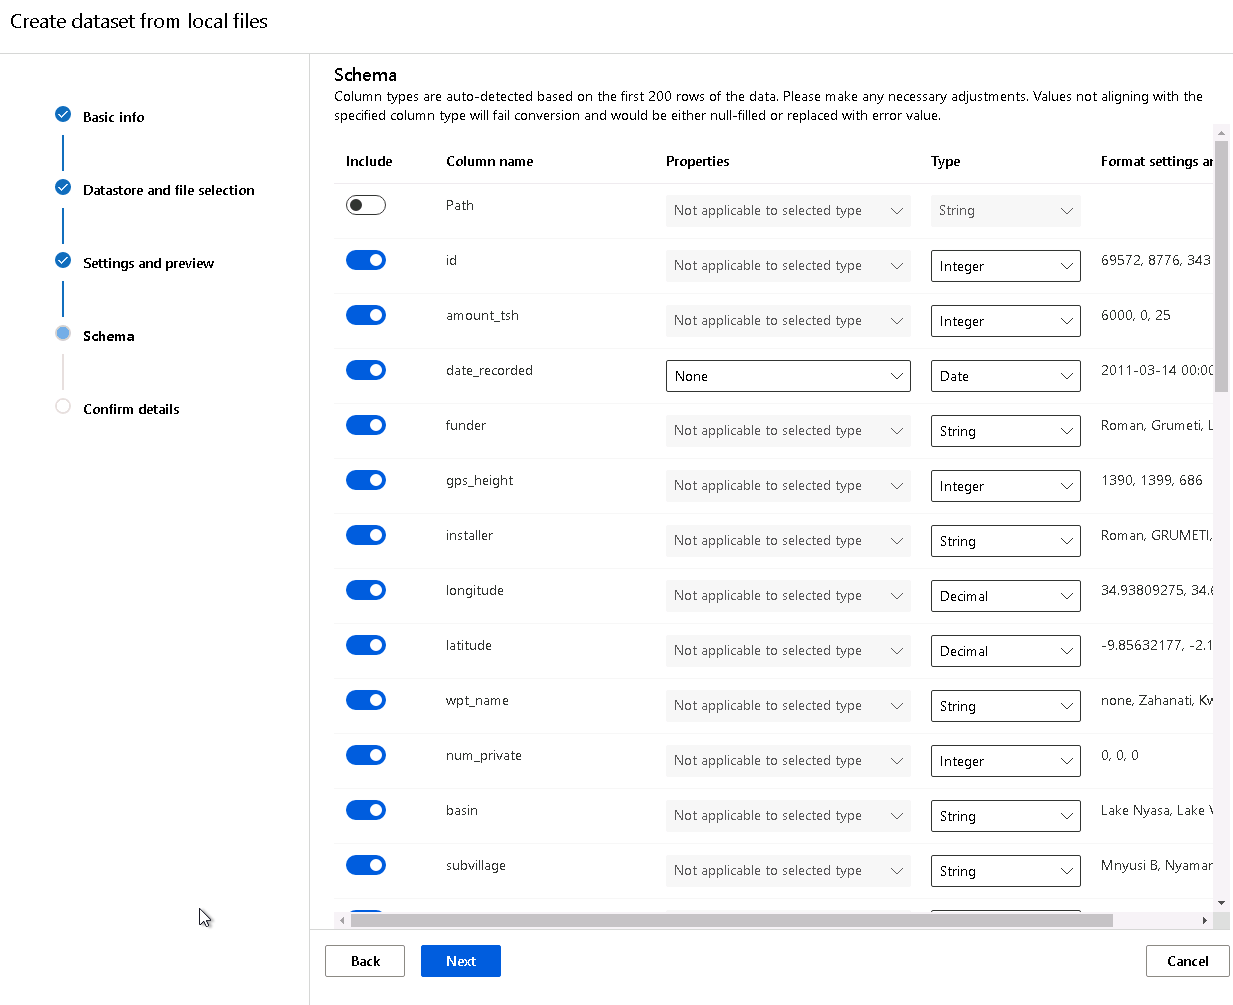 Create dataset from local files
Basic info
Datastore and file selection
Settings and preview
Schema
Confirm details
Schema
Column types are auto-detected based on the first 200 rows of the data. Please make any necessary adjustments. Values not aligning with the
specified column type will fail conversion and would be either null-filled or replaced with error value.
Include Column name Properties Type Format settings ar
Path Not applicable to selected type String
id Not applicable to selected type Integer 69572, 8776, 343
amount_tsh Not applicable to selected type Integer 6000, 0, 25
date_recorded None Date 2011-03-14 00:00
funder Not applicable to selected type String Roman, Grumeti, L
gps_height Not applicable to selected type Integer 1390, 1399, 686
installer Not applicable to selected type String Roman, GRUMETI,
longitude Not applicable to selected type Decimal 34.93809275, 34.6
latitude Not applicable to selected type Decimal -9.85632177, -2.1
wpt_name Not applicable to selected type String none, Zahanati, Kw
num_private Not applicable to selected type Integer 0, 0, 0
basin Not applicable to selected type String Lake Nyasa, Lake V
subvillage Not applicable to selected type String Mnyusi B, Nyamar
Back Next Cancel